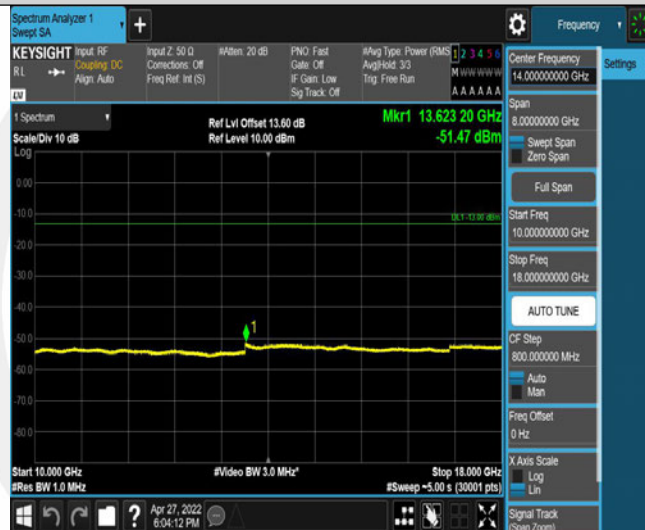 Spectrum Analyzer 1
Swept SA
+
Frequency
KEYSIGHT
Input: RF
Coupling: DC
Align: Auto
RL
Input Z: 50 Ω
Corrections: Off
Freq Ref: Int (S)
#Atten: 20 dB
PNO: Fast
Gate: Off
IF Gain: Low
Sig Track: Off
#Avg Type: Power (RMS
Avg|Hold: 3/3
Trig: Free Run
1 2 3 4 5 6
M W W W W W
A A A A A A
Center Frequency
14.000000000 GHz
Settings
Span
8.00000000 GHz
Swept Span
Zero Span
Full Span
Start Freq
10.000000000 GHz
Stop Freq
18.000000000 GHz
AUTO TUNE
CF Step
800.000000 MHz
Auto
Man
Freq Offset
0 Hz
X Axis Scale
Log
Lin
Signal Track
(Span Zoom)
1 Spectrum
Scale/Div 10 dB
Log
Ref Lvl Offset 13.60 dB
Ref Level 10.00 dBm
Mkr1 13.623 20 GHz
-51.47 dBm
0.00
-10.0
DL1 -13.00 dBm
-20.0
-30.0
-40.0
-50.0
1
-60.0
-70.0
-80.0
Start 10.000 GHz
#Res BW 1.0 MHz
#Video BW 3.0 MHz*
Stop 18.000 GHz
#Sweep ~5.00 s (30001 pts)
?
Apr 27, 2022
6:04:12 PM